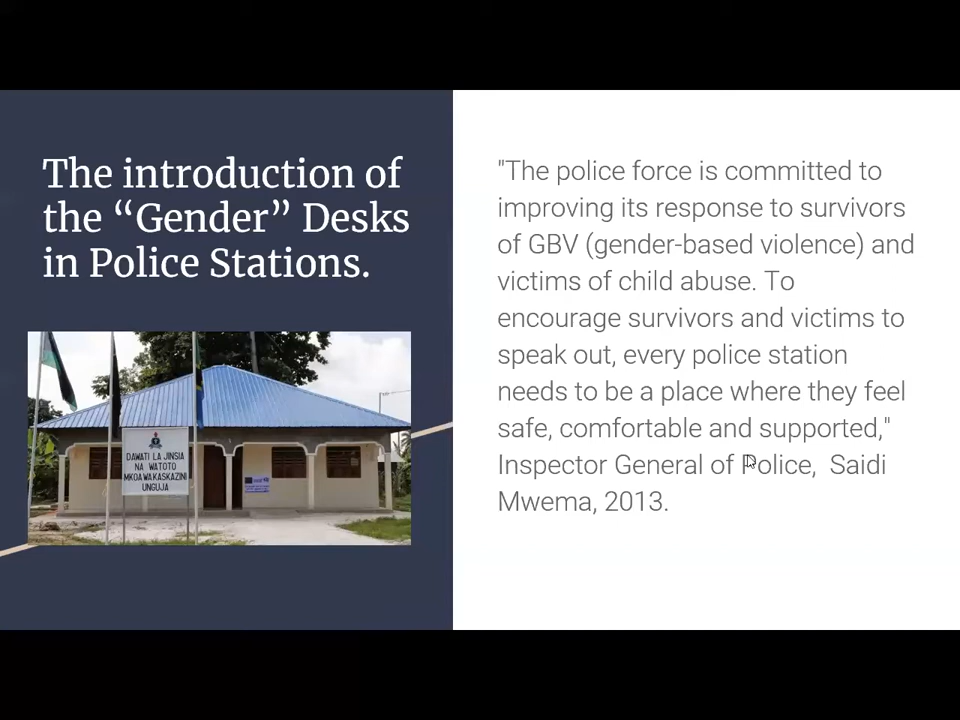 The introduction of
the “Gender” Desks
in Police Stations.
DAWATI LA JINSIA
NA WATOTO
MKOA WA KASKAZINI
UNGUJA
"The police force is committed to
improving its response to survivors
of GBV (gender-based violence) and
victims of child abuse. To
encourage survivors and victims to
speak out, every police station
needs to be a place where they feel
safe, comfortable and supported,"
Inspector General of Police, Saidi
Mwema, 2013.